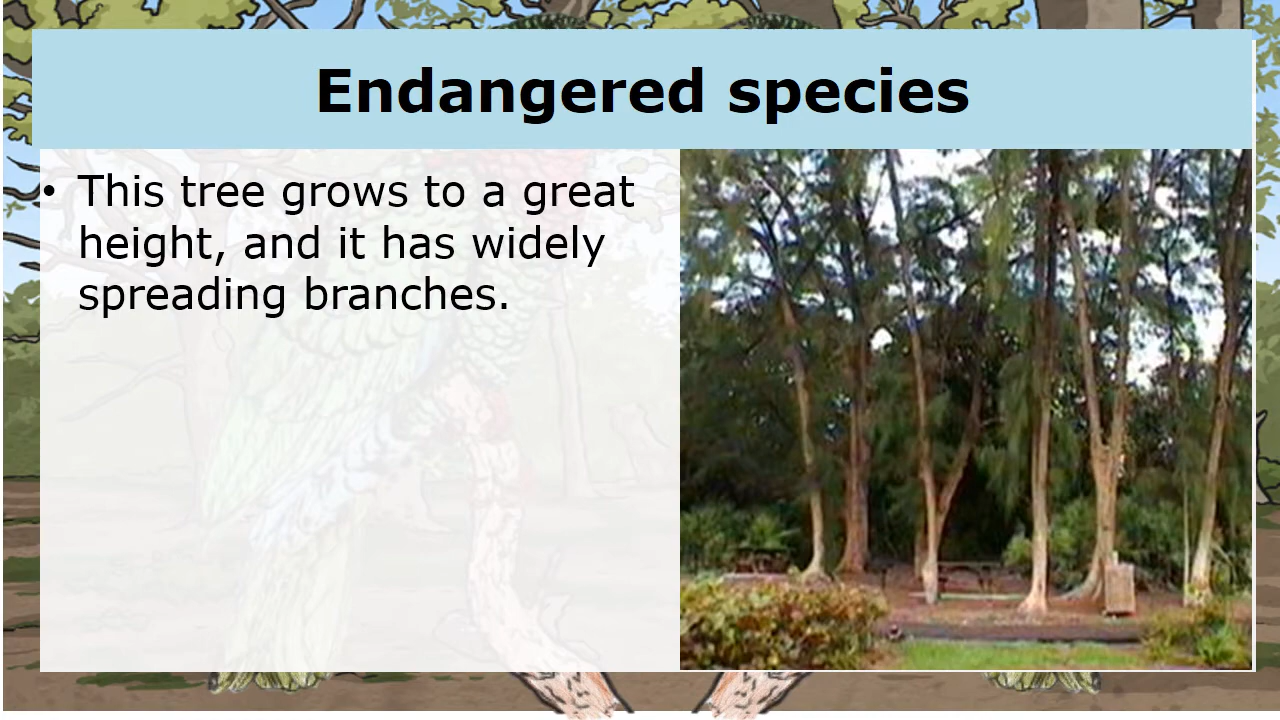 Endangered species
• This tree grows to a great
height, and it has widely
spreading branches.